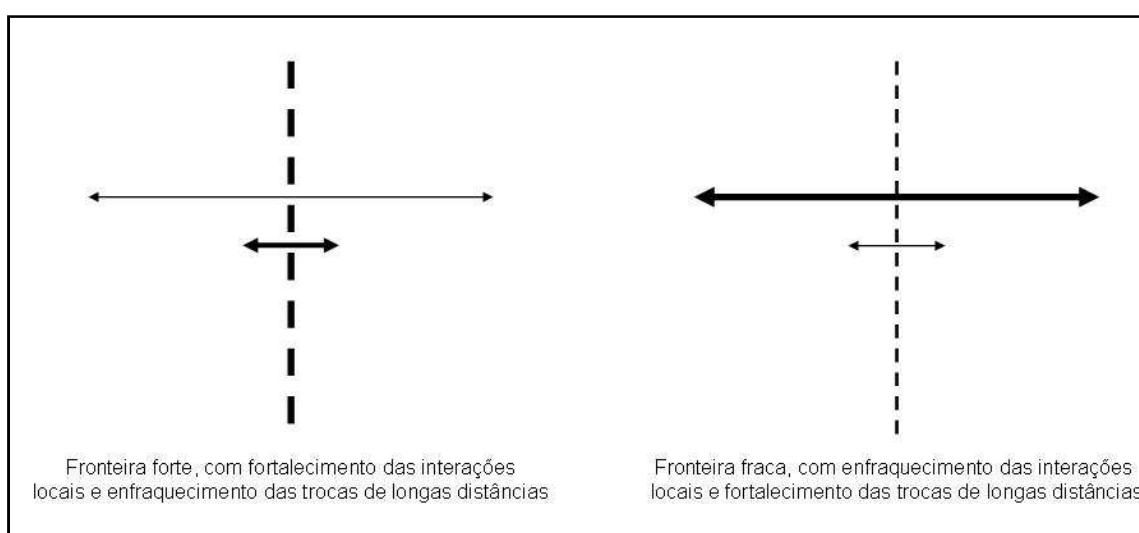 Fronteira forte, com fortalecimento das interações
locais e enfraquecimento das trocas de longas distâncias
Fronteira fraca, com enfraquecimento das interações
locais e fortalecimento das trocas de longas distâncias